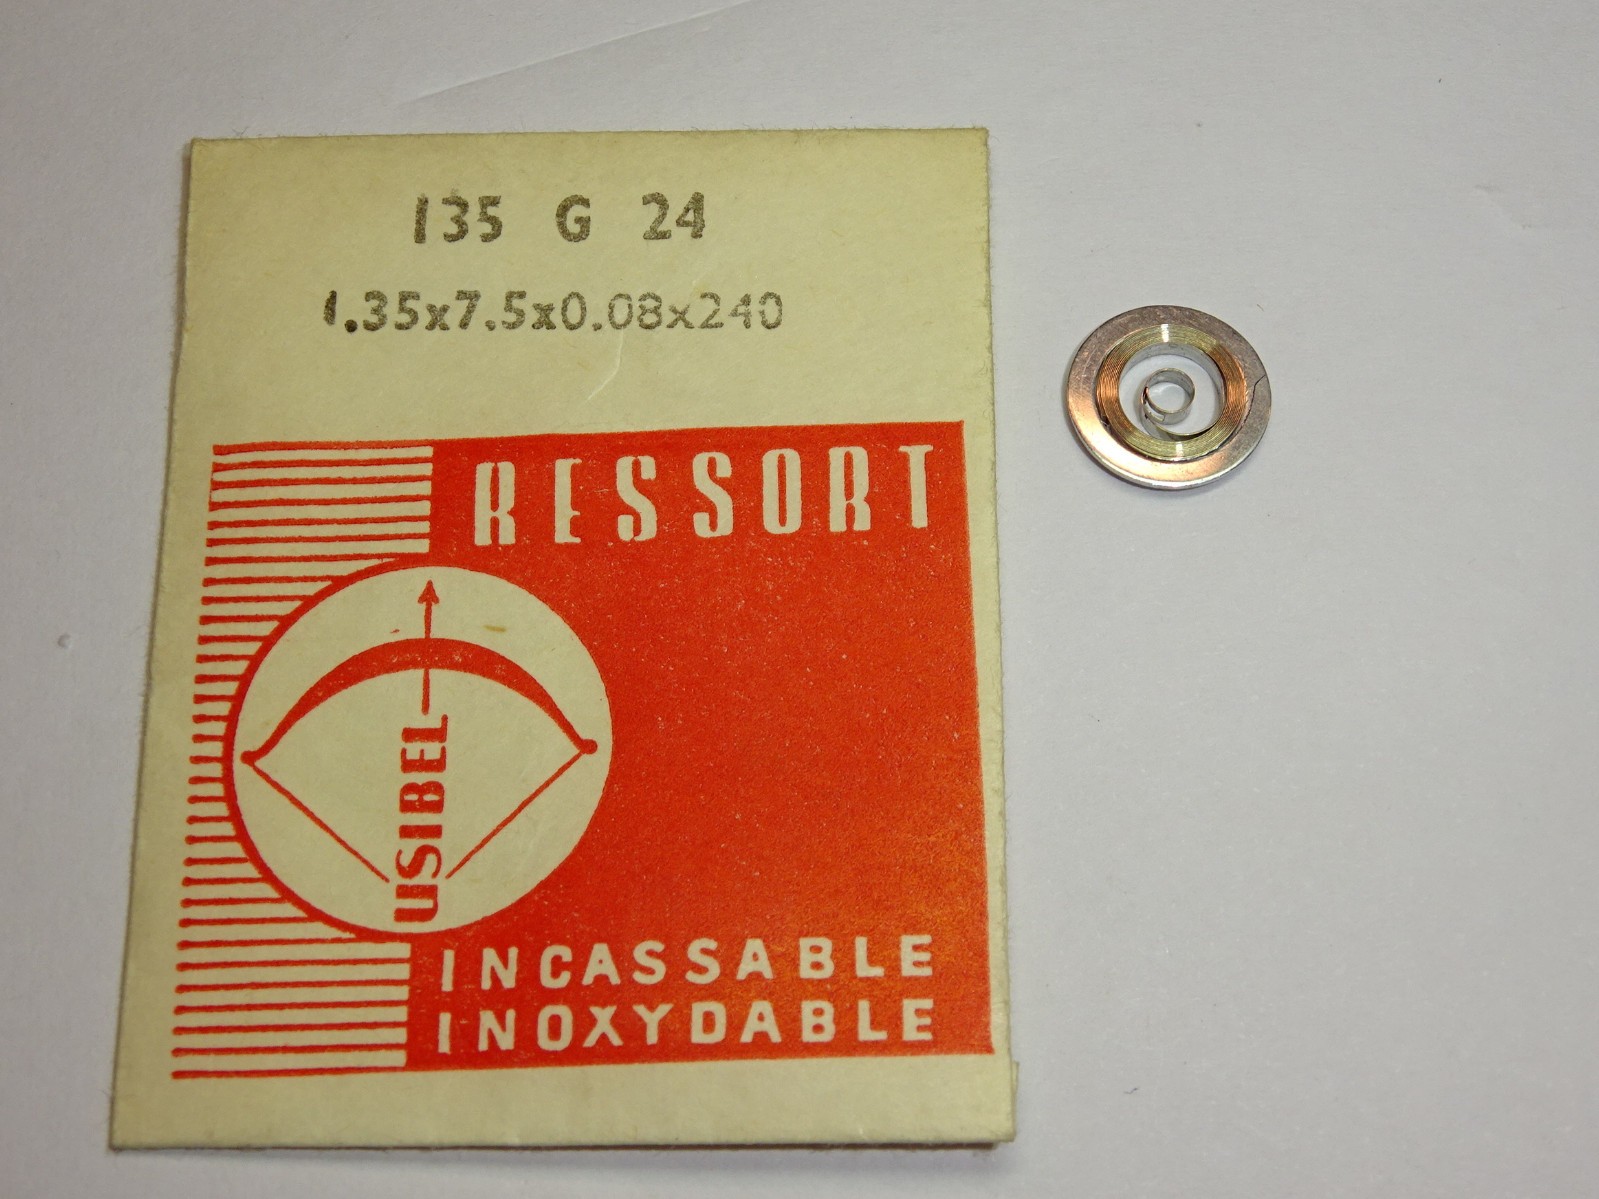 135 G 24
1.35x7.5x0.08x240
RESSORT
USIBEL
INCASSABLE
INOXYDABLE